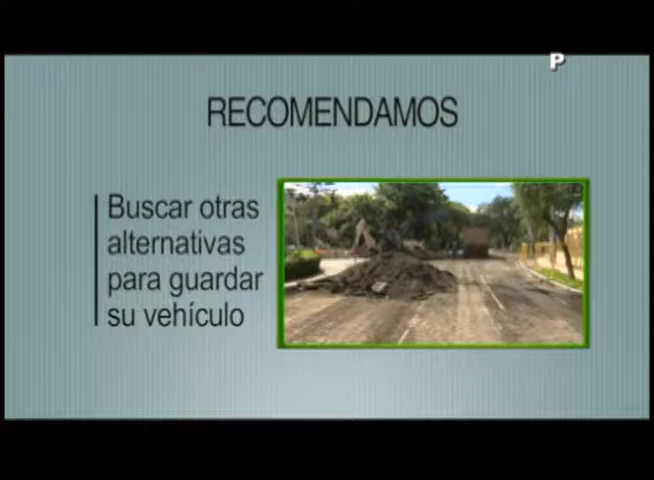 P
RECOMENDAMOS
Buscar otras
alternativas
para guardar
su vehículo